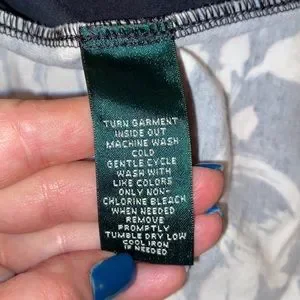 TURN GARMENT
INSIDE OUT
MACHINE WASH
COLD
GENTLE CYCLE
WASH WITH
LIKE COLORS
ONLY NON-
CHLORINE BLEACH
WHEN NEEDED
REMOVE
PROMPTLY
TUMBLE DRY LOW
COOL IRON
IF NEEDED